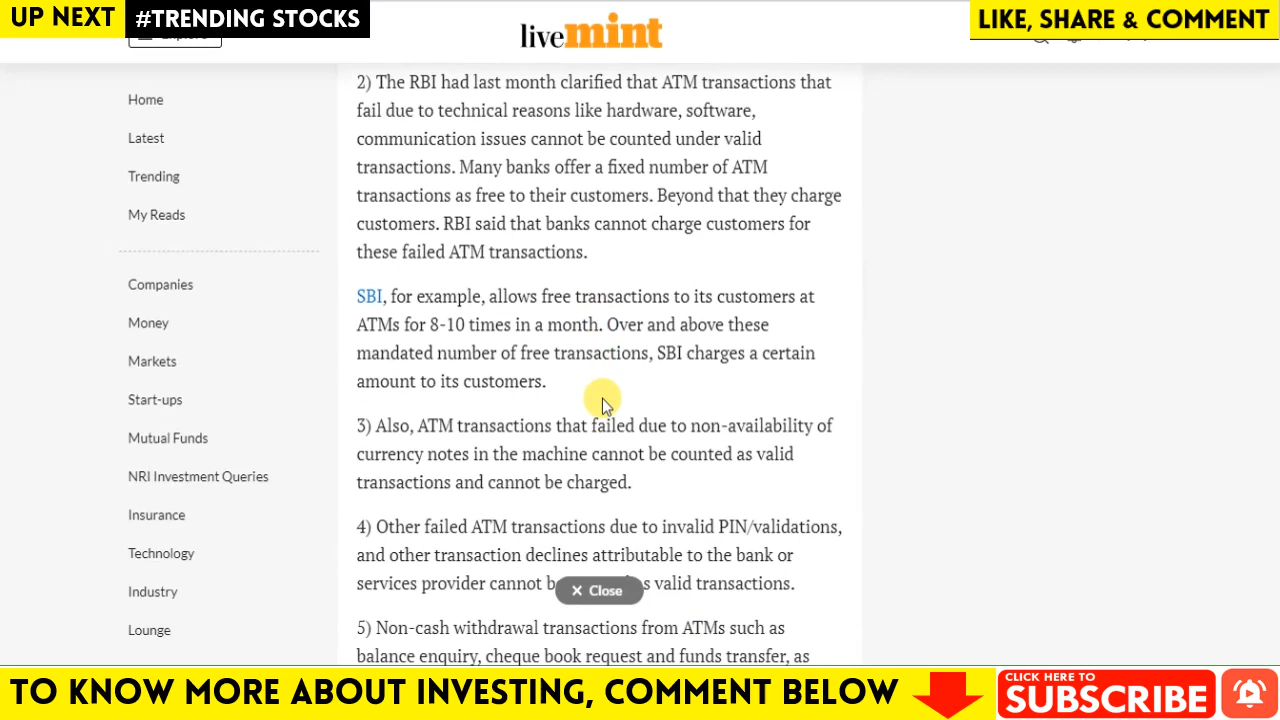 UP NEXT
#TRENDING STOCKS
livemint
LIKE, SHARE & COMMENT
Home
Latest
Trending
My Reads
Companies
Money
Markets
Start-ups
Mutual Funds
NRI Investment Queries
Insurance
Technology
Industry
Lounge
2) The RBI had last month clarified that ATM transactions that
fail due to technical reasons like hardware, software,
communication issues cannot be counted under valid
transactions. Many banks offer a fixed number of ATM
transactions as free to their customers. Beyond that they charge
customers. RBI said that banks cannot charge customers for
these failed ATM transactions.
SBI, for example, allows free transactions to its customers at
ATMs for 8-10 times in a month. Over and above these
mandated number of free transactions, SBI charges a certain
amount to its customers.
3) Also, ATM transactions that failed due to non-availability of
currency notes in the machine cannot be counted as valid
transactions and cannot be charged.
4) Other failed ATM transactions due to invalid PIN/validations,
and other transaction declines attributable to the bank or
services provider cannot valid transactions.
× Close
5) Non-cash withdrawal transactions from ATMs such as
balance enquiry, cheque book request and funds transfer, as
TO KNOW MORE ABOUT INVESTING, COMMENT BELOW
CLICK HERE TO
SUBSCRIBE